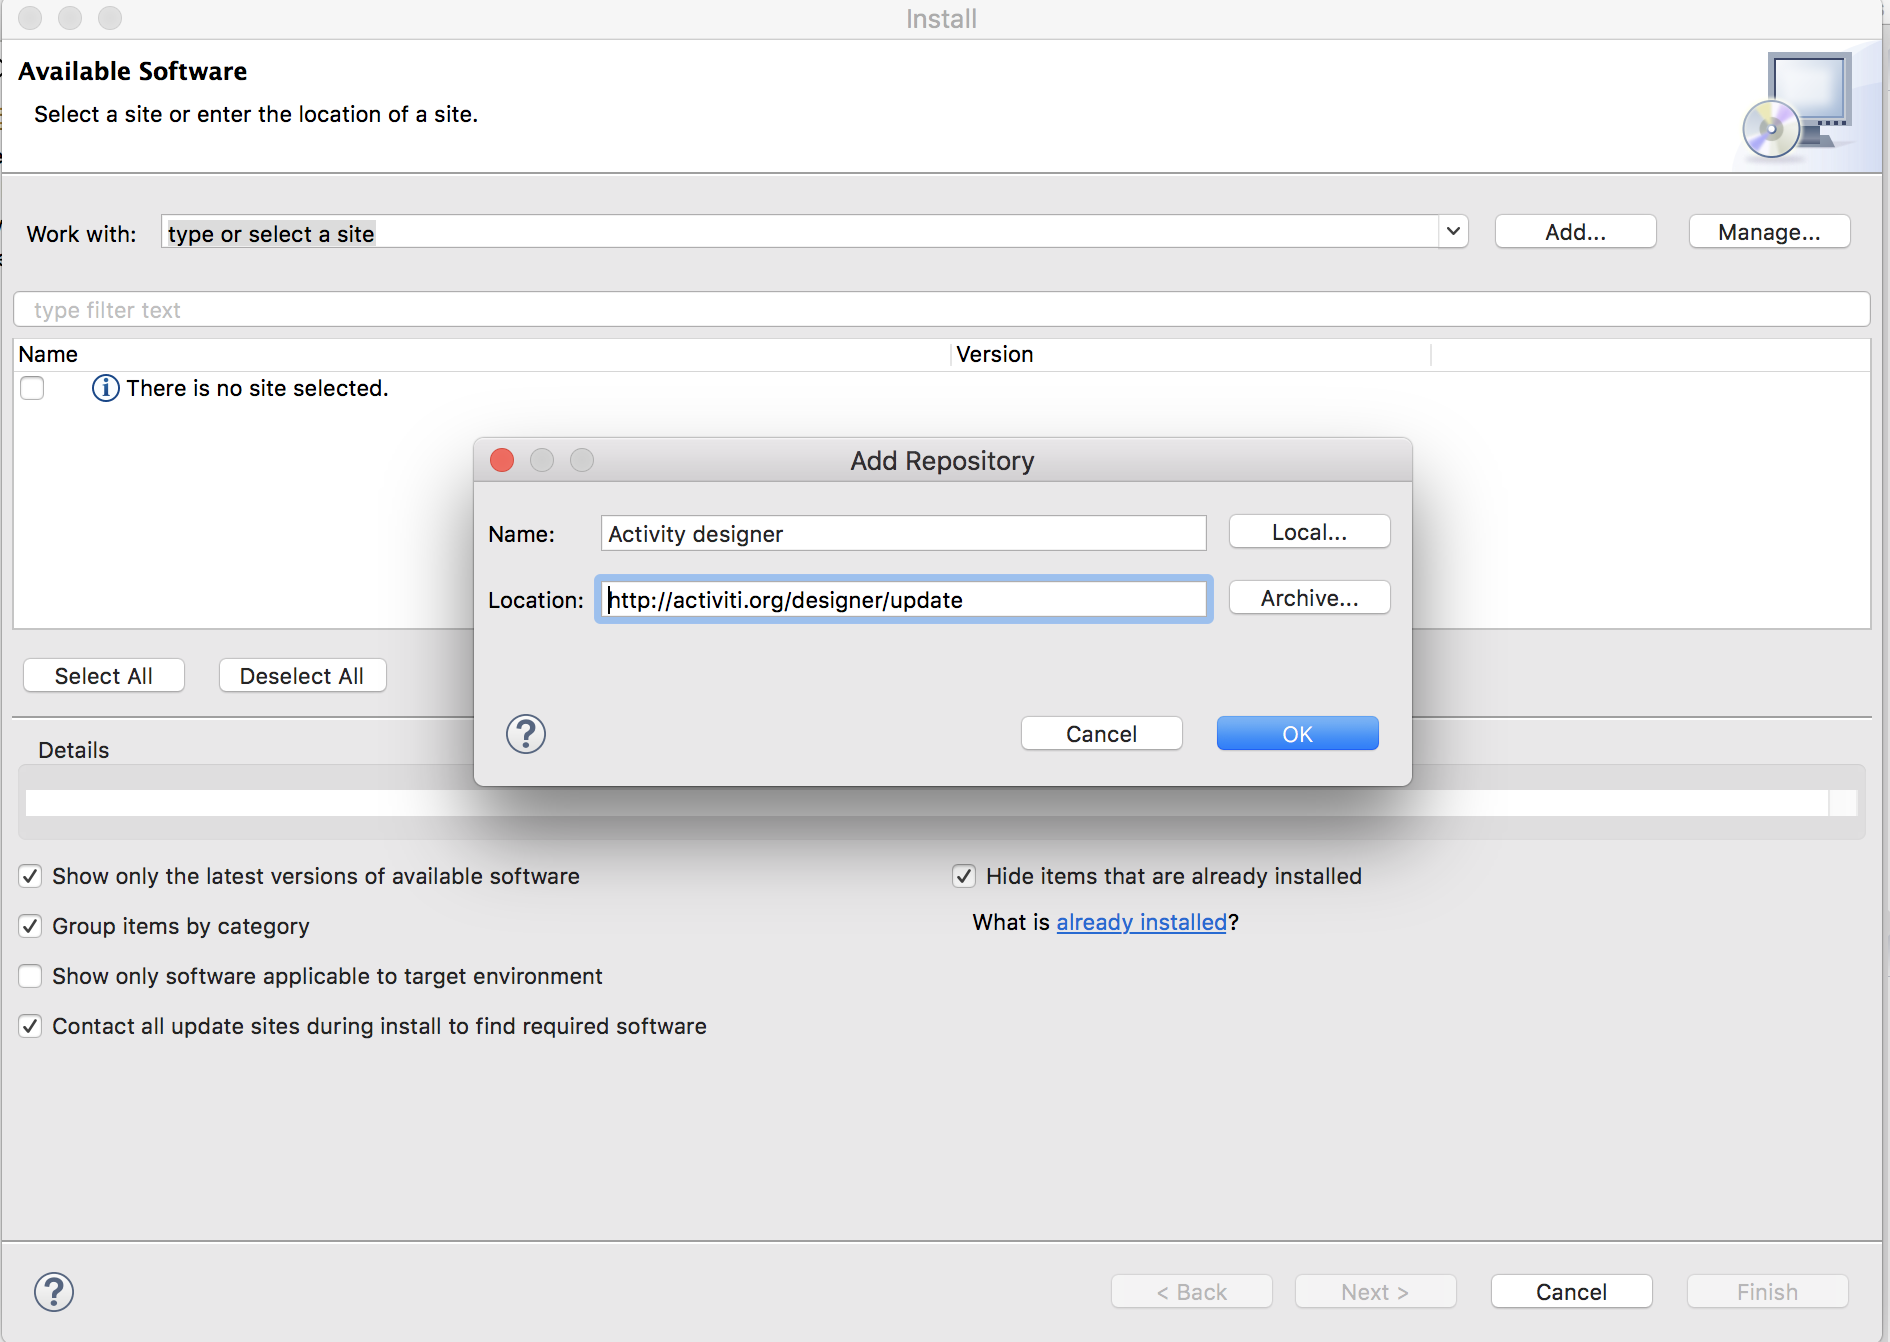 Install
Available Software
Select a site or enter the location of a site.
Work with: type or select a site Add... Manage...
type filter text
Name Version
There is no site selected.
Add Repository
Name: Activity designer Local...
Location: http://activiti.org/designer/update Archive...
Select All Deselect All
? Cancel OK
Details
Show only the latest versions of available software Hide items that are already installed
Group items by category What is already installed?
Show only software applicable to target environment
Contact all update sites during install to find required software
? < Back Next > Cancel Finish